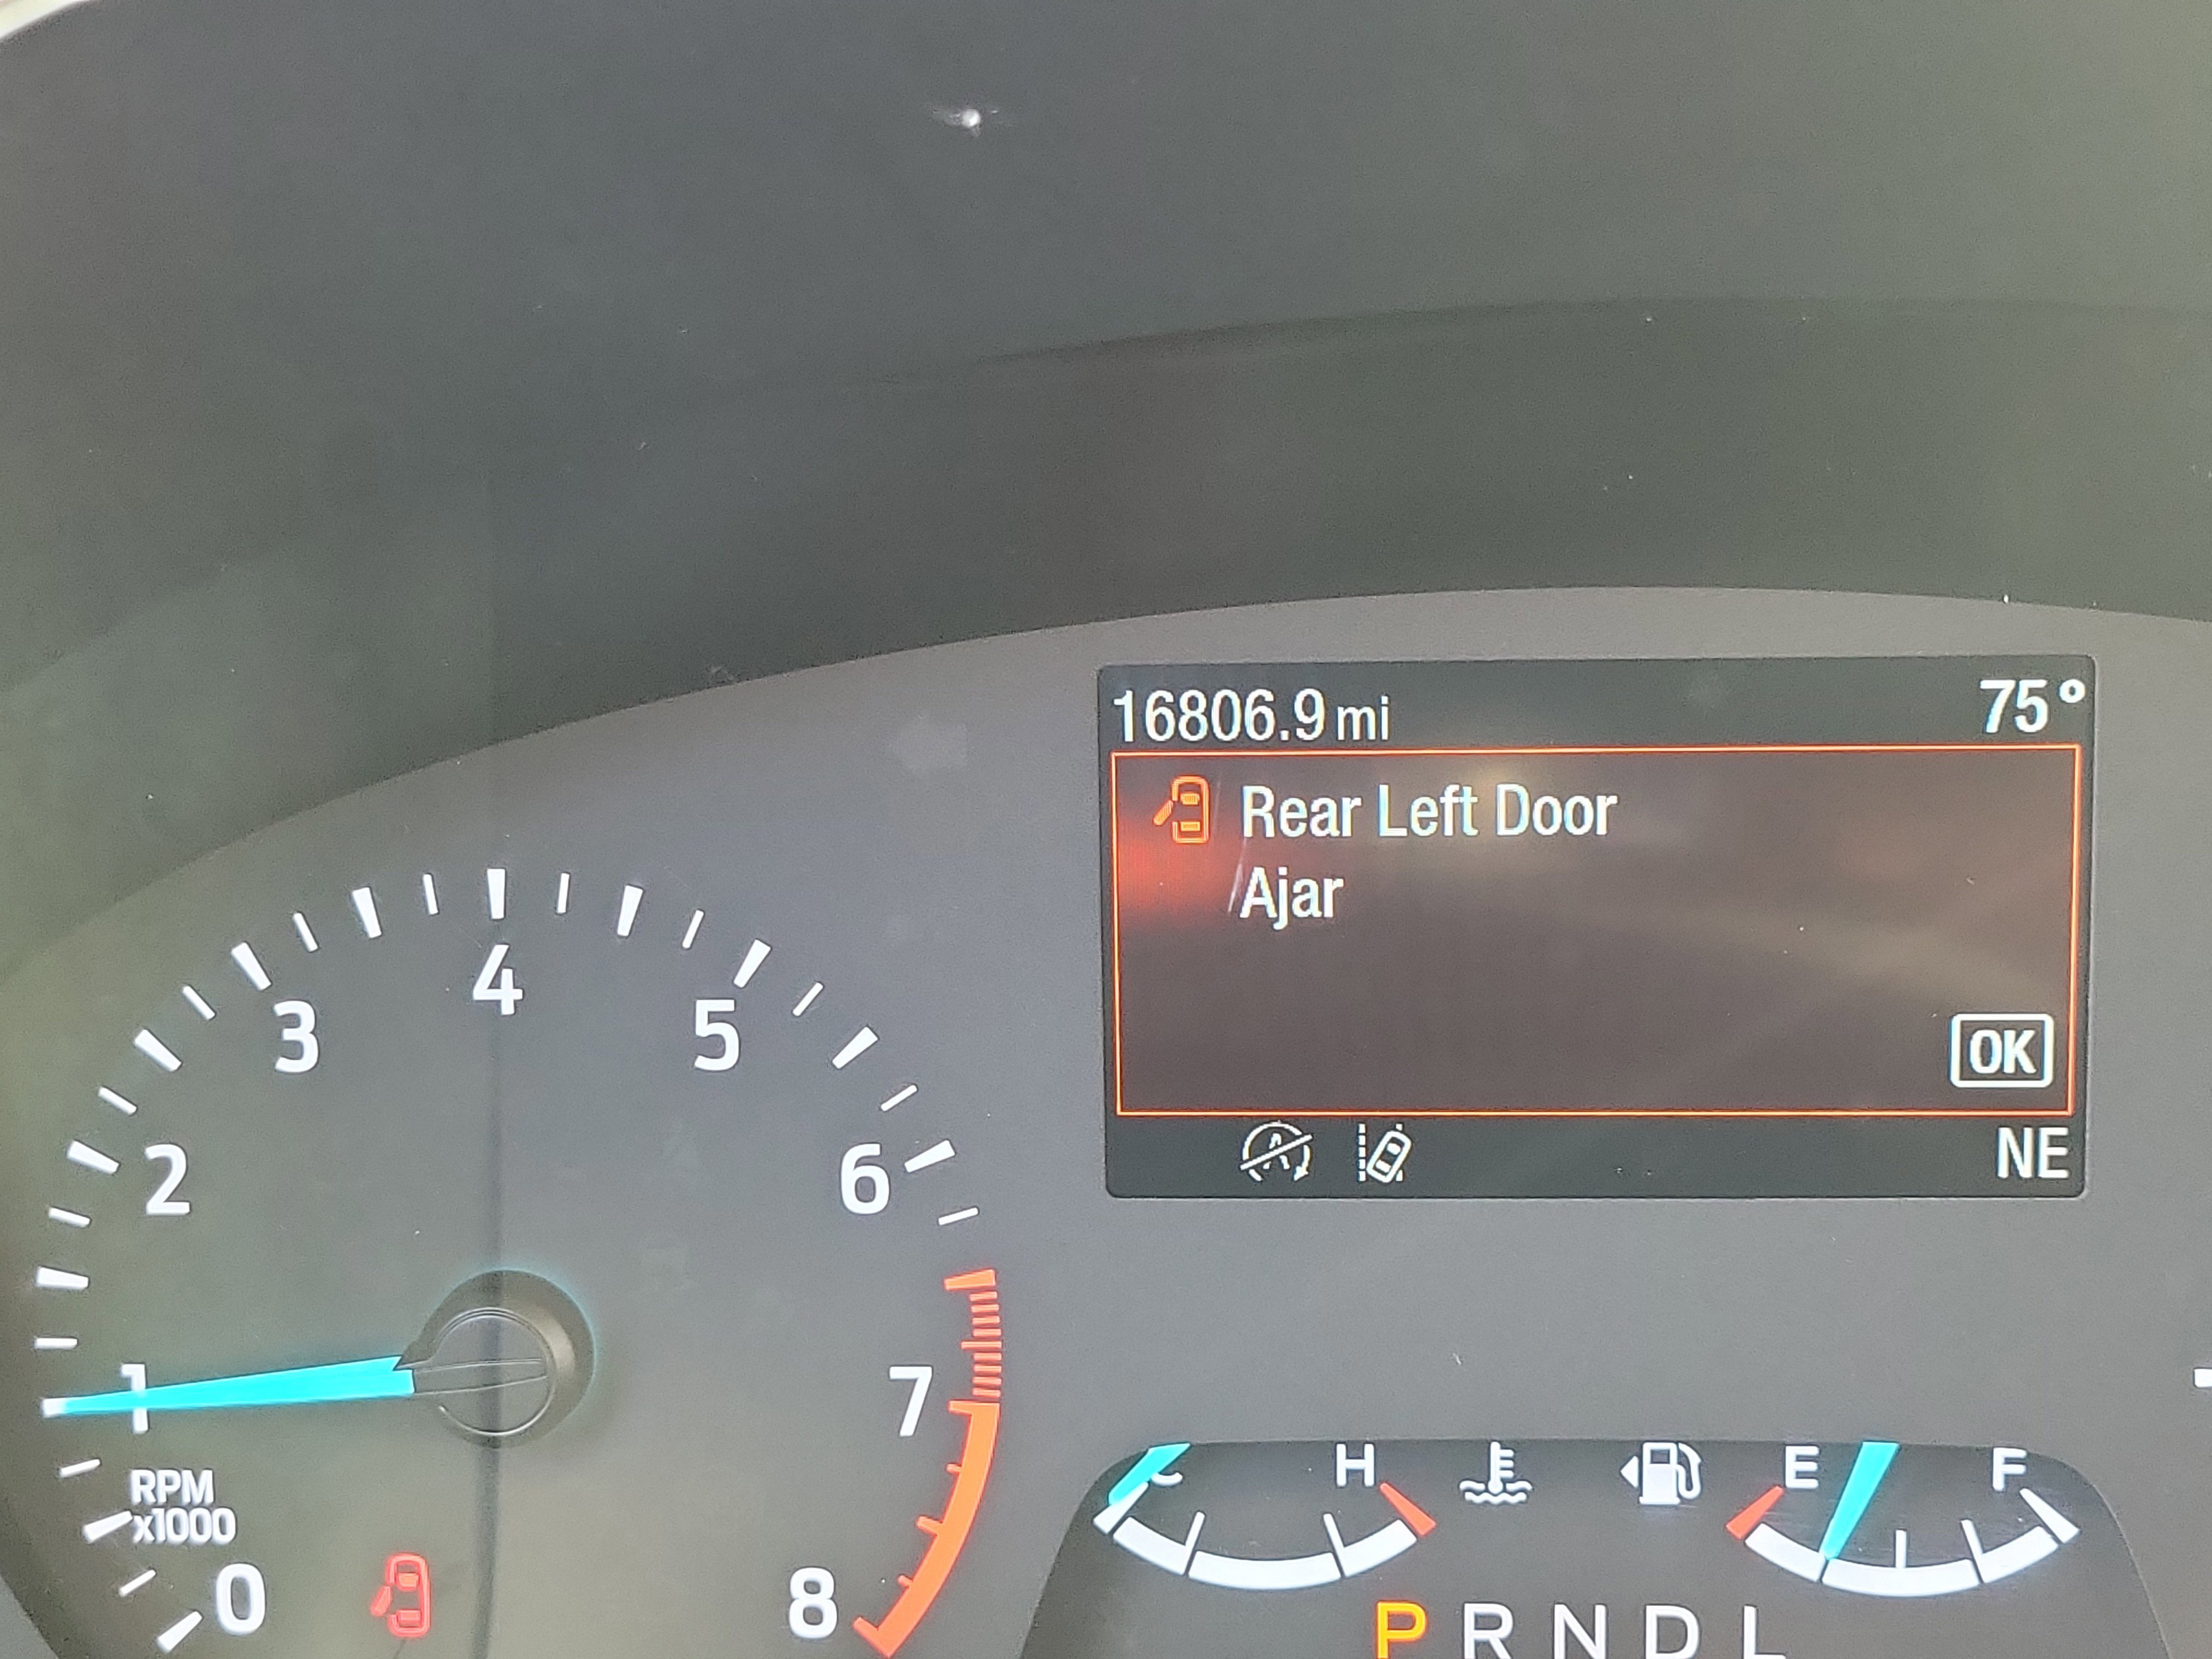 16806.9 mi
75°
Rear Left Door
Ajar
OK
A
NE
4
3
5
2
6
1
7
RPM
x1000
0
8
C
H
E
F
P R N D L